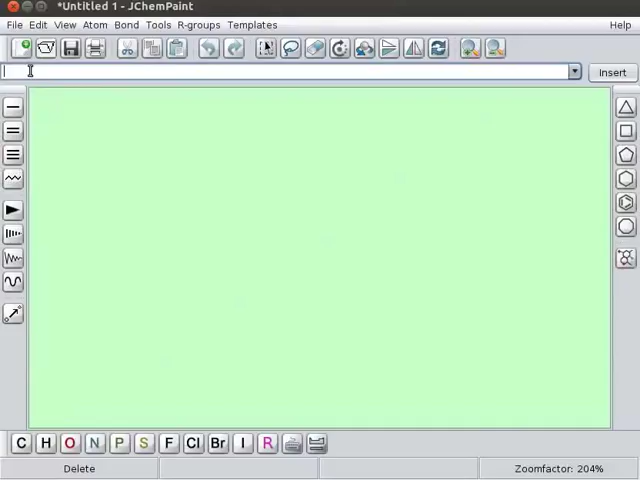 *Untitled 1 - JChemPaint
File Edit View Atom Bond Tools R-groups Templates Help
Insert
C H O N P S F Cl Br I R
Delete Zoomfactor: 204%